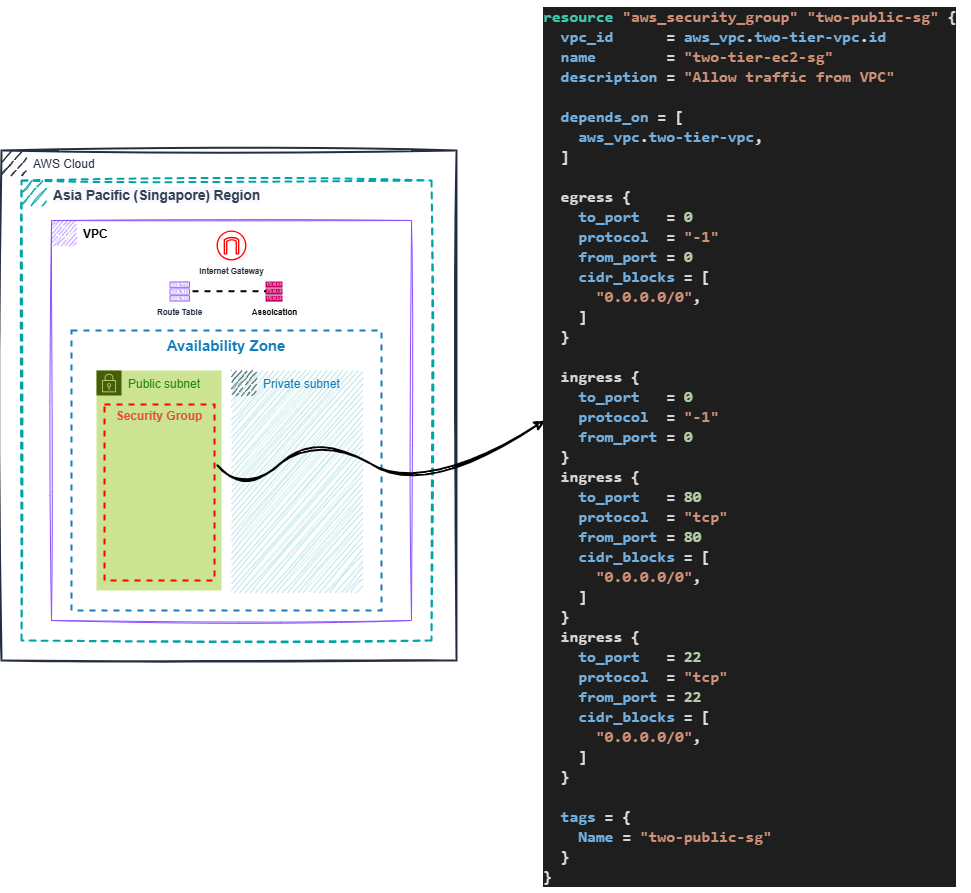 AWS Cloud
Asia Pacific (Singapore) Region
VPC
Internet Gateway
Route Table
Assoication
Availability Zone
Public subnet
Private subnet
Security Group
resource "aws_security_group" "two-public-sg" {
  vpc_id      = aws_vpc.two-tier-vpc.id
  name        = "two-tier-ec2-sg"
  description = "Allow traffic from VPC"

  depends_on = [
    aws_vpc.two-tier-vpc,
  ]

  egress {
    to_port   = 0
    protocol  = "-1"
    from_port = 0
    cidr_blocks = [
      "0.0.0.0/0",
    ]
  }

  ingress {
    to_port   = 0
    protocol  = "-1"
    from_port = 0
  }
  ingress {
    to_port   = 80
    protocol  = "tcp"
    from_port = 80
    cidr_blocks = [
      "0.0.0.0/0",
    ]
  }
  ingress {
    to_port   = 22
    protocol  = "tcp"
    from_port = 22
    cidr_blocks = [
      "0.0.0.0/0",
    ]
  }

  tags = {
    Name = "two-public-sg"
  }
}